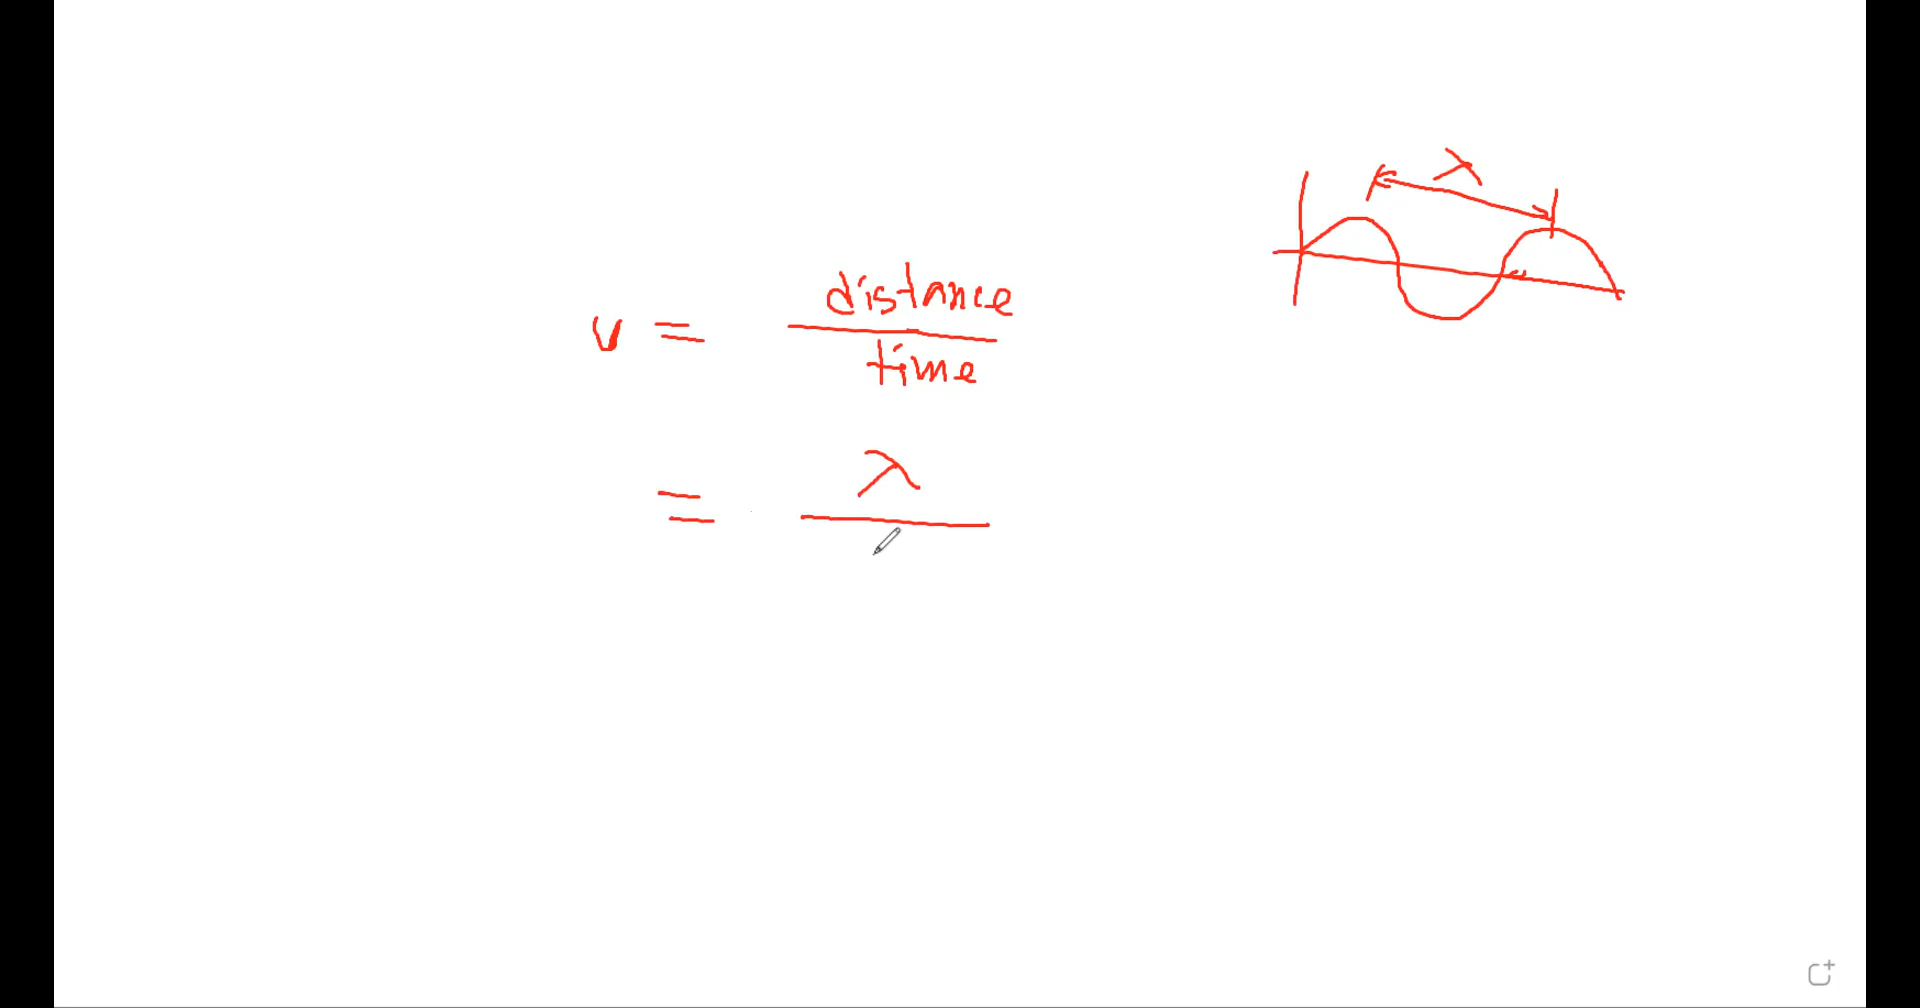 λ
v = distance
time
= λ